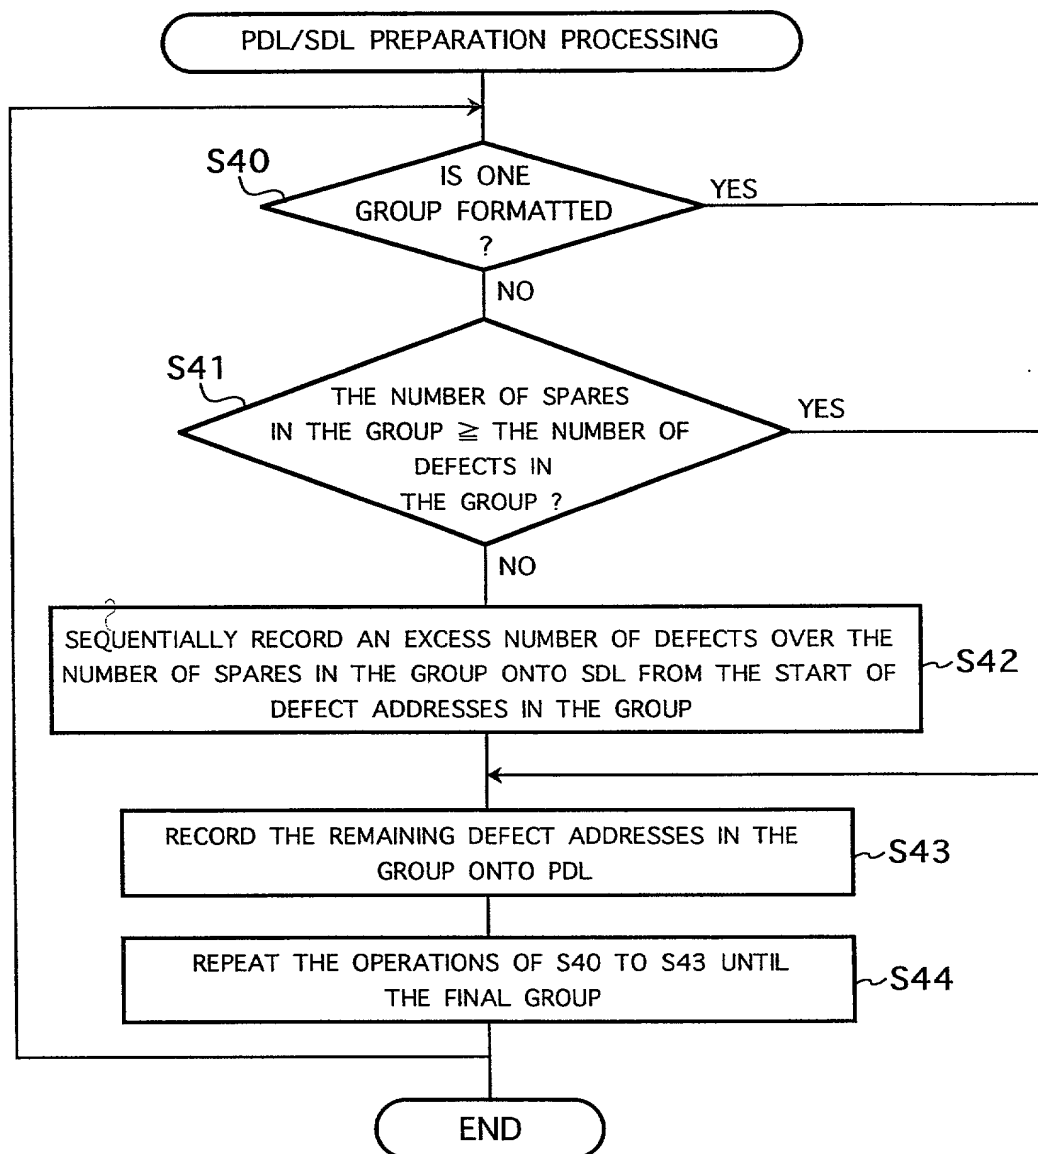 PDL/SDL PREPARATION PROCESSING
S40
IS ONE
GROUP FORMATTED
?
YES
NO
S41
THE NUMBER OF SPARES
IN THE GROUP ≧ THE NUMBER OF
DEFECTS IN
THE GROUP ?
YES
NO
SEQUENTIALLY RECORD AN EXCESS NUMBER OF DEFECTS OVER THE
NUMBER OF SPARES IN THE GROUP ONTO SDL FROM THE START OF
DEFECT ADDRESSES IN THE GROUP
S42
RECORD THE REMAINING DEFECT ADDRESSES IN THE
GROUP ONTO PDL
S43
REPEAT THE OPERATIONS OF S40 TO S43 UNTIL
THE FINAL GROUP
S44
END